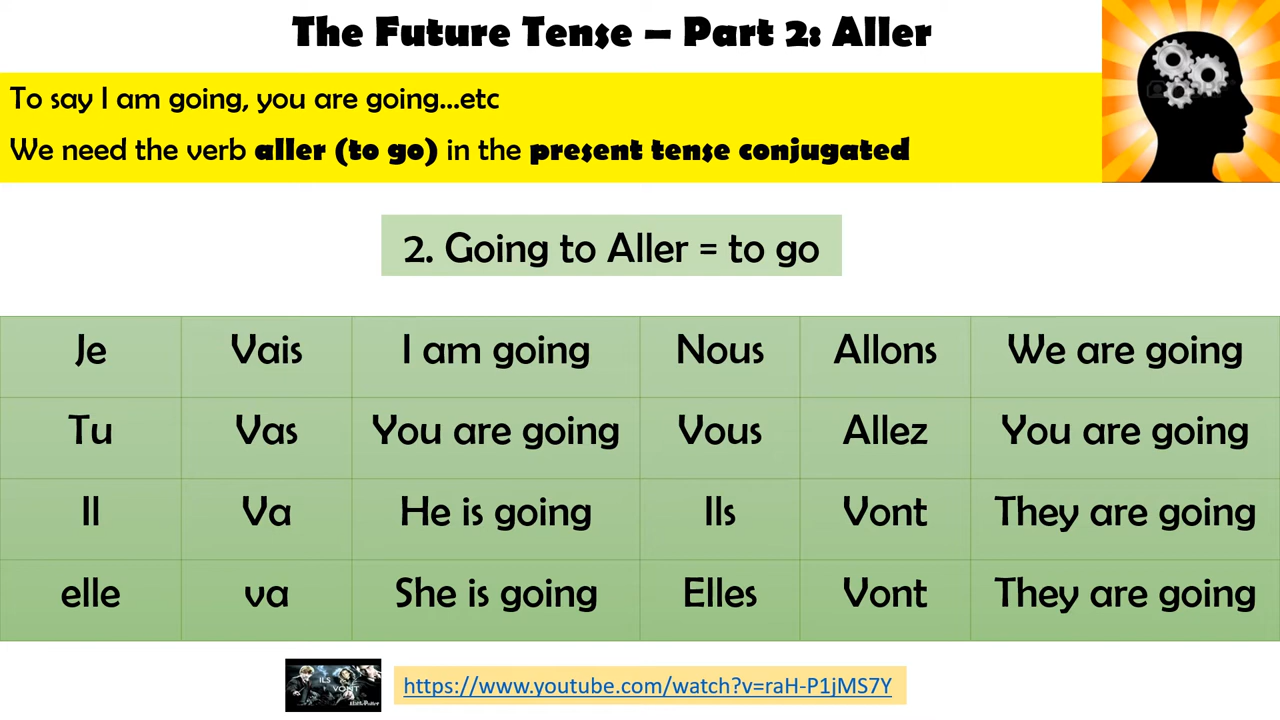 The Future Tense – Part 2: Aller
To say I am going, you are going...etc
We need the verb aller (to go) in the present tense conjugated
2. Going to Aller = to go
Je Vais I am going Nous Allons We are going
Tu Vas You are going Vous Allez You are going
Il Va He is going Ils Vont They are going
elle va She is going Elles Vont They are going
ILS
VONT
https://www.youtube.com/watch?v=raH-P1jMS7Y